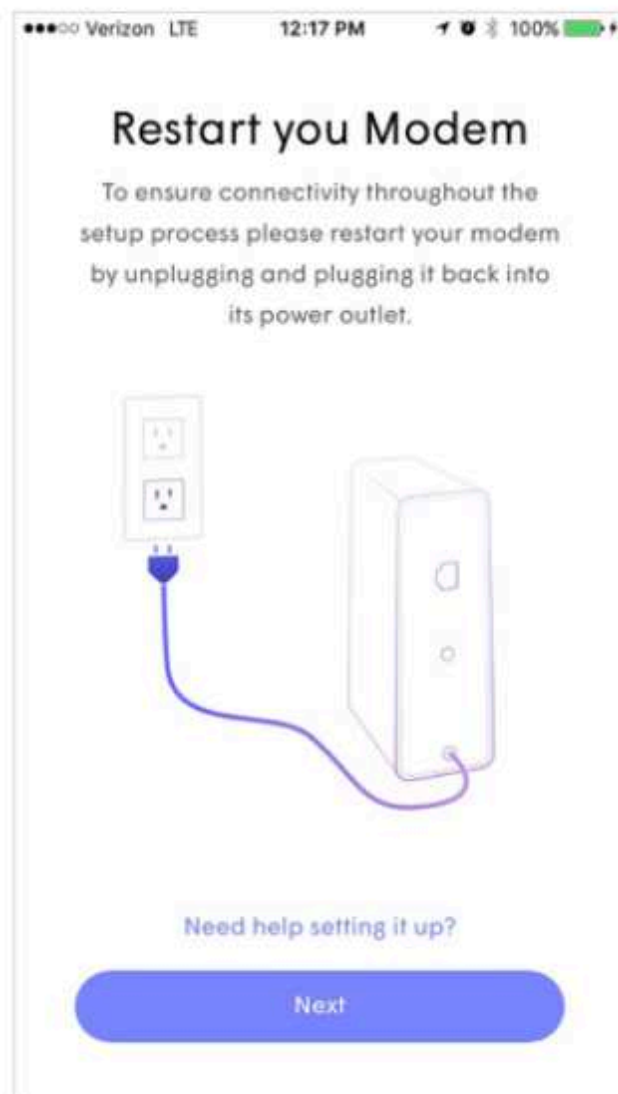 Verizon LTE 12:17 PM 100%
Restart you Modem
To ensure connectivity throughout the
setup process please restart your modem
by unplugging and plugging it back into
its power outlet.
Need help setting it up?
Next